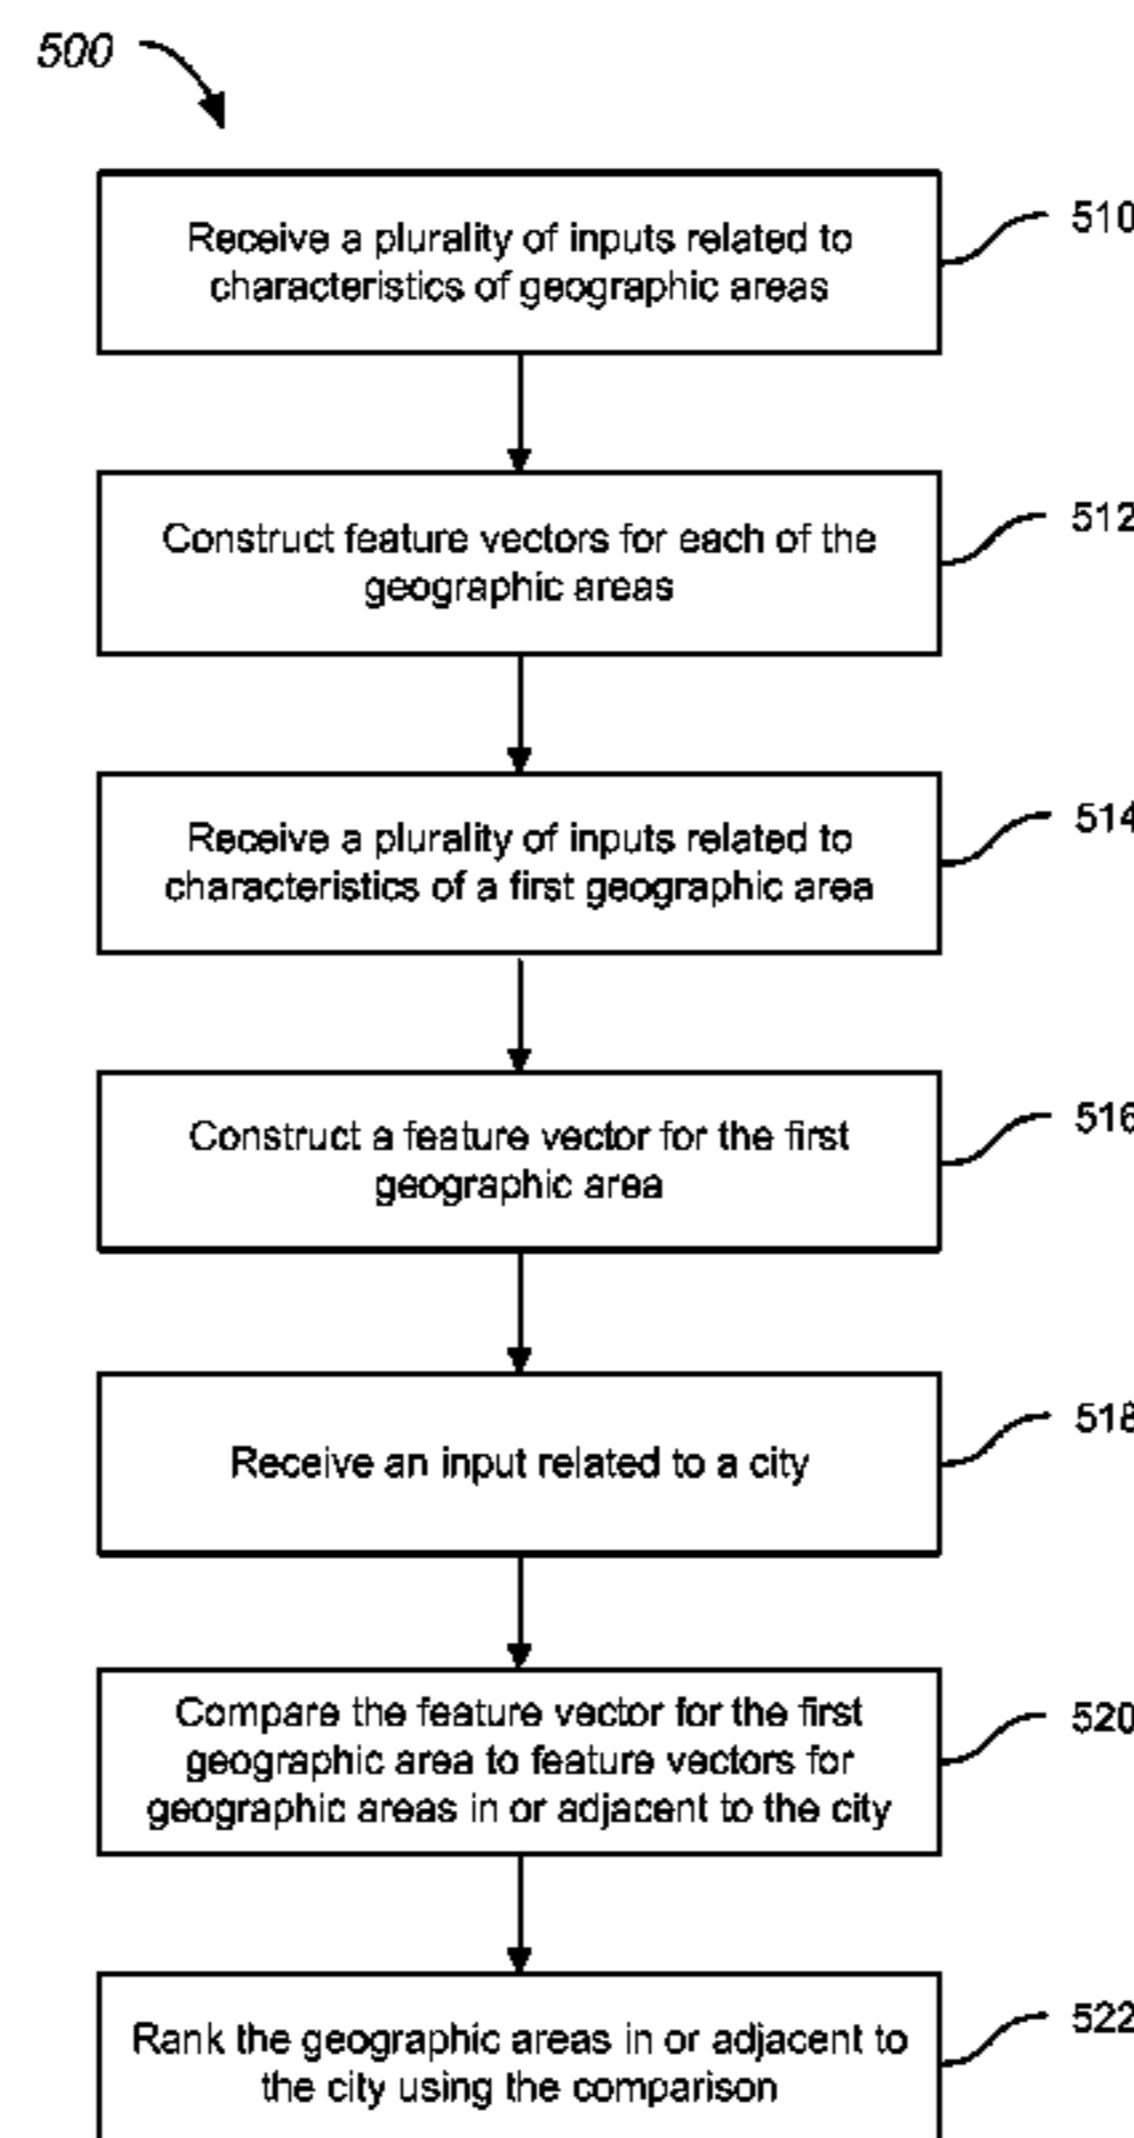 500
Receive a plurality of inputs related to
characteristics of geographic areas
510
Construct feature vectors for each of the
geographic areas
512
Receive a plurality of inputs related to
characteristics of a first geographic area
514
Construct a feature vector for the first
geographic area
516
Receive an input related to a city
518
Compare the feature vector for the first
geographic area to feature vectors for
geographic areas in or adjacent to the city
520
Rank the geographic areas in or adjacent to
the city using the comparison
522